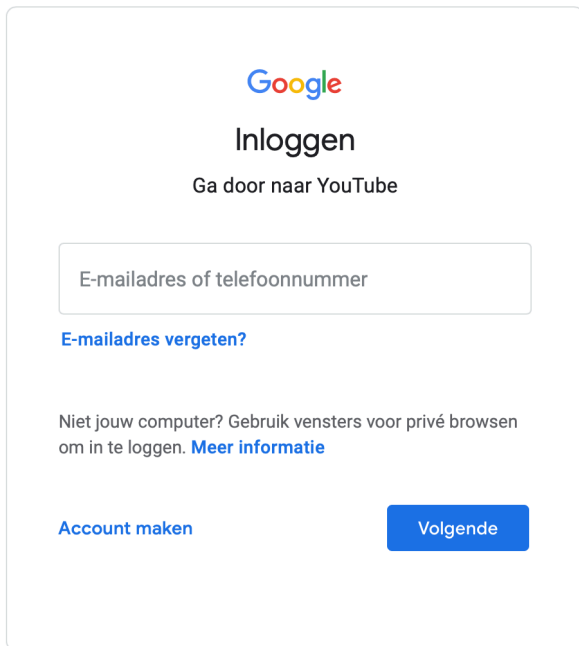 Google
Inloggen
Ga door naar YouTube
E-mailadres of telefoonnummer
E-mailadres vergeten?
Niet jouw computer? Gebruik vensters voor privé browsen
om in te loggen. Meer informatie
Account maken
Volgende